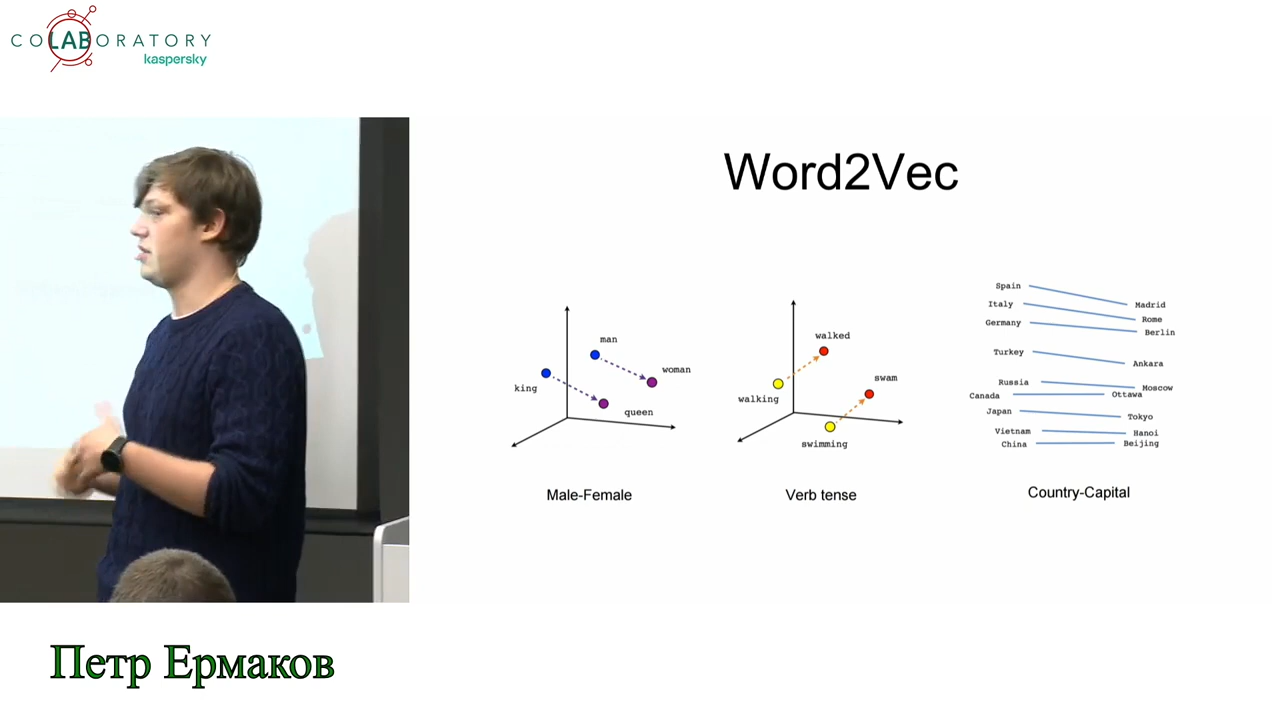 COLABORATORY
kaspersky
Word2Vec
man
woman
king
queen
Male-Female
walked
swam
walking
swimming
Verb tense
Spain
Madrid
Italy
Rome
Germany
Berlin
Turkey
Ankara
Russia
Moscow
Canada
Ottawa
Japan
Tokyo
Vietnam
Hanoi
China
Beijing
Country-Capital
Петр Ермаков